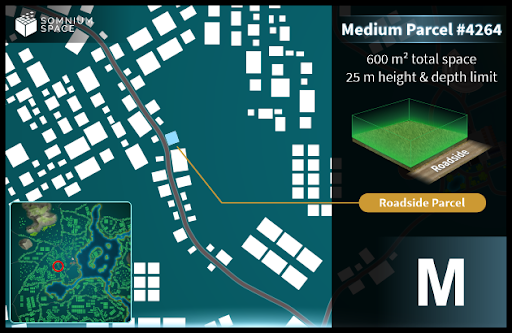 SOMNIUM
SPACE
Medium Parcel #4264
600 m² total space
25 m height & depth limit
Roadside
Roadside Parcel
M